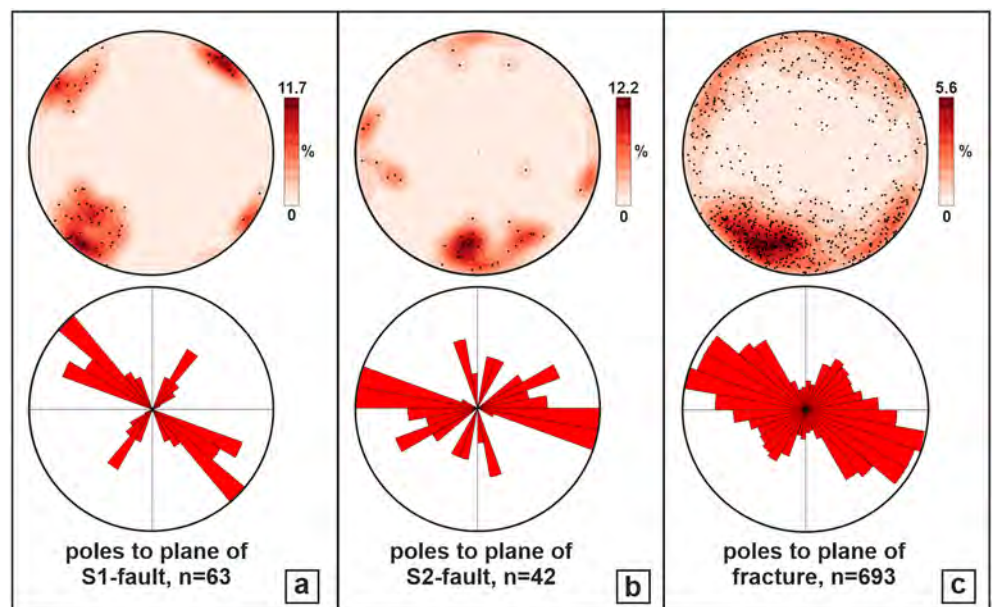 11.7
%
0
12.2
%
0
5.6
%
0
poles to plane of
S1-fault, n=63
a
poles to plane of
S2-fault, n=42
b
poles to plane of
fracture, n=693
c